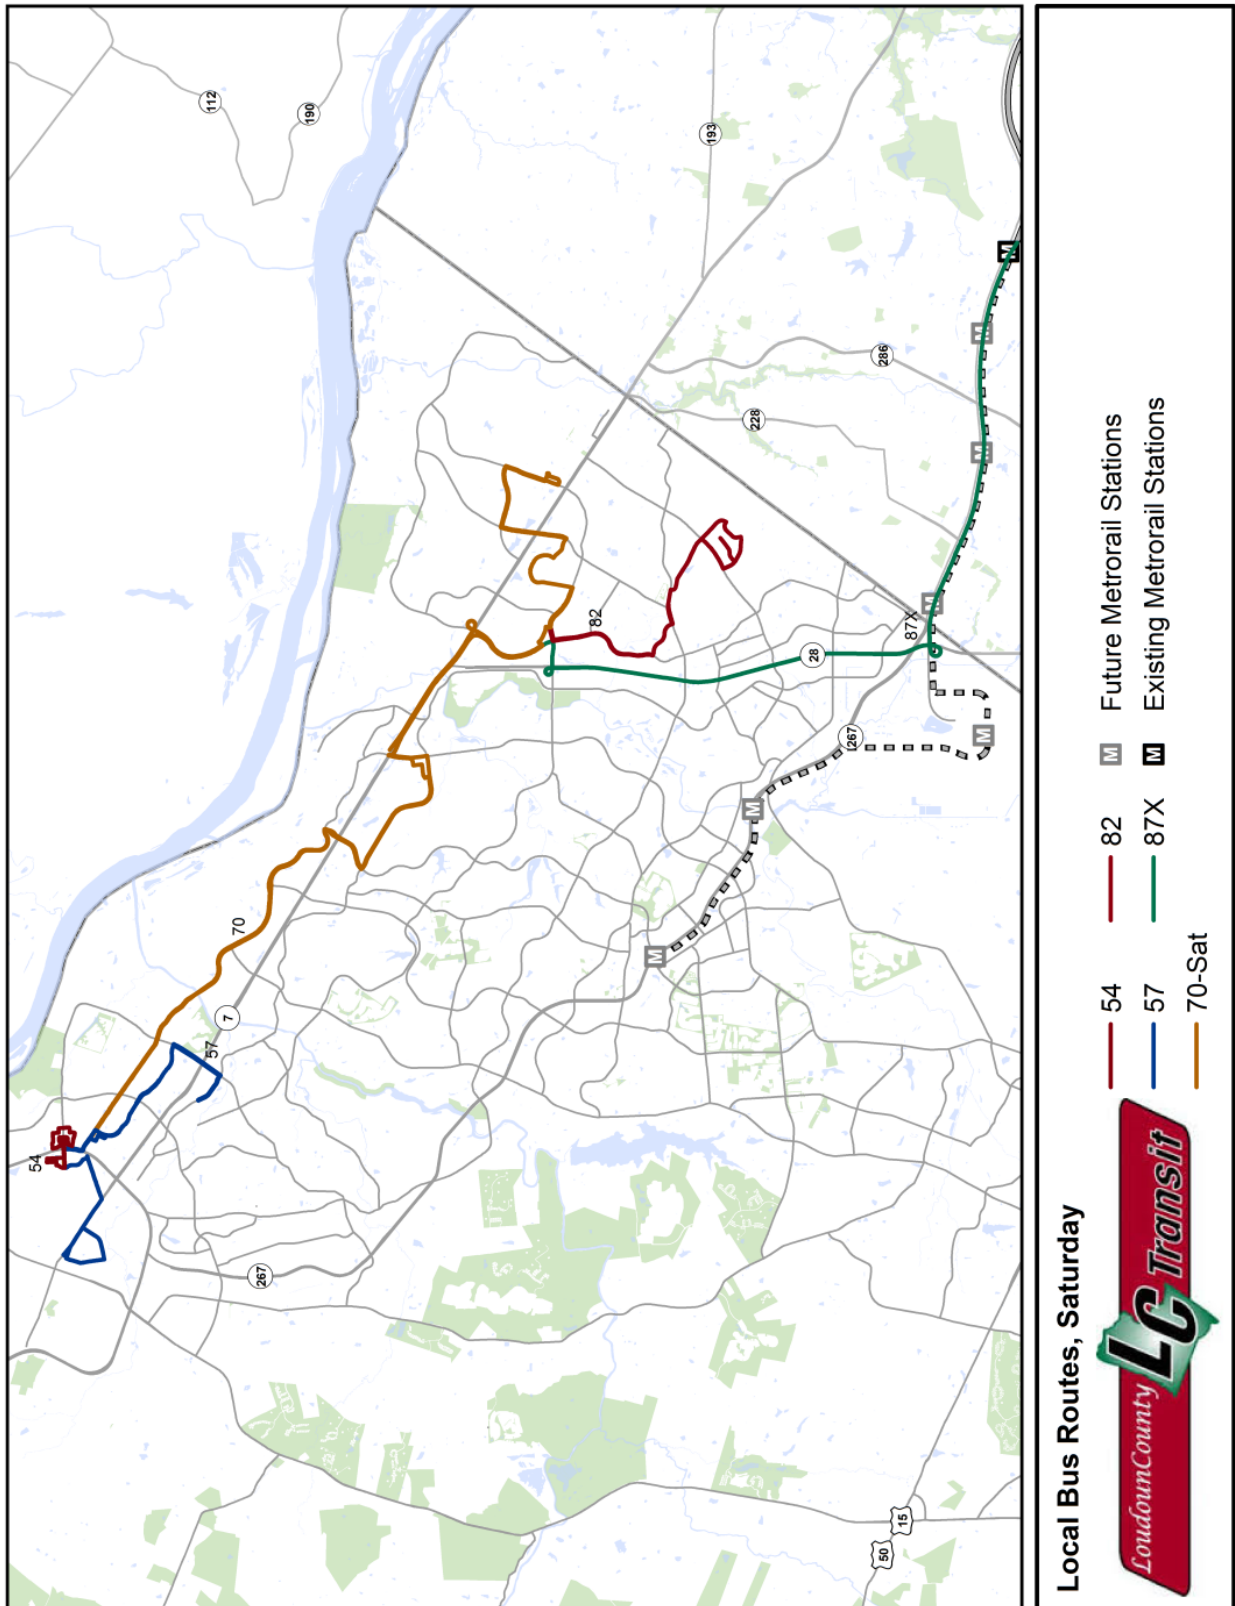 112
190
193
286
228
82
87X
28
267
70
7
57
54
267
15
50
M
M
M
M
M
M
M
Local Bus Routes, Saturday
LoudounCounty LC Transit
54
57
70-Sat
82
87X
M Future Metrorail Stations
M Existing Metrorail Stations